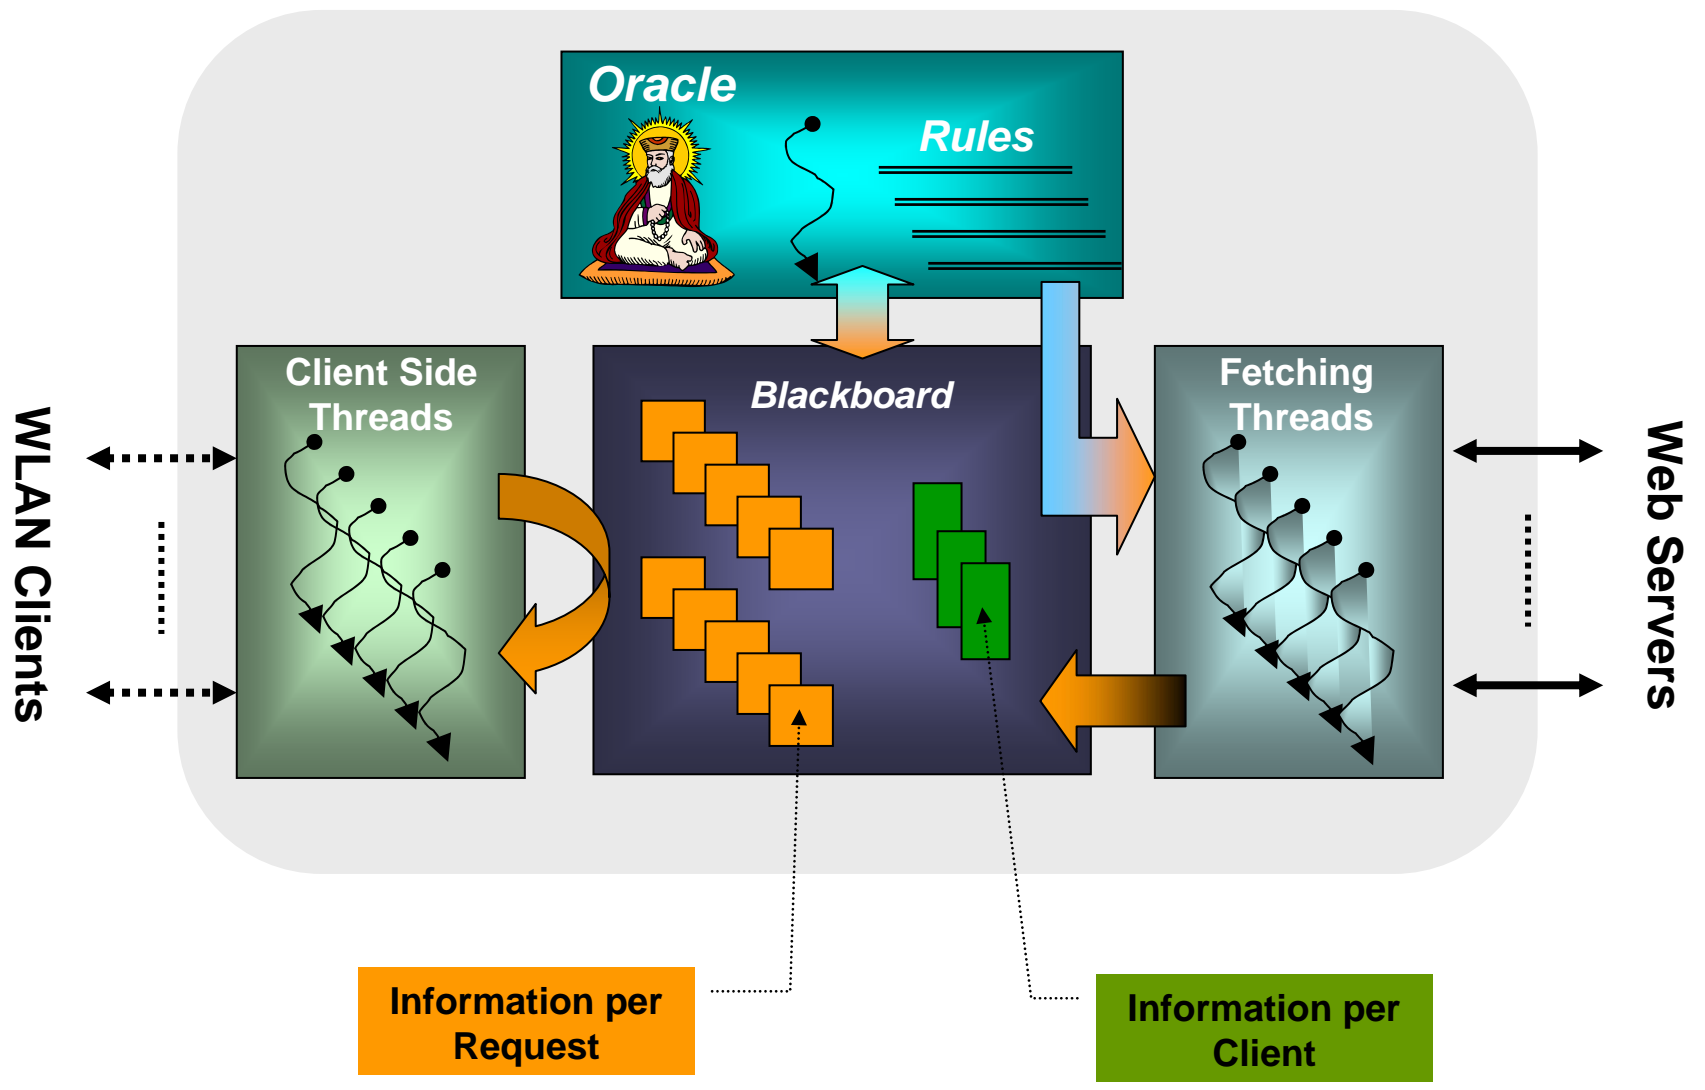 Oracle
Rules
Client Side
Threads
Blackboard
Fetching
Threads
WLAN Clients
Web Servers
Information per
Request
Information per
Client